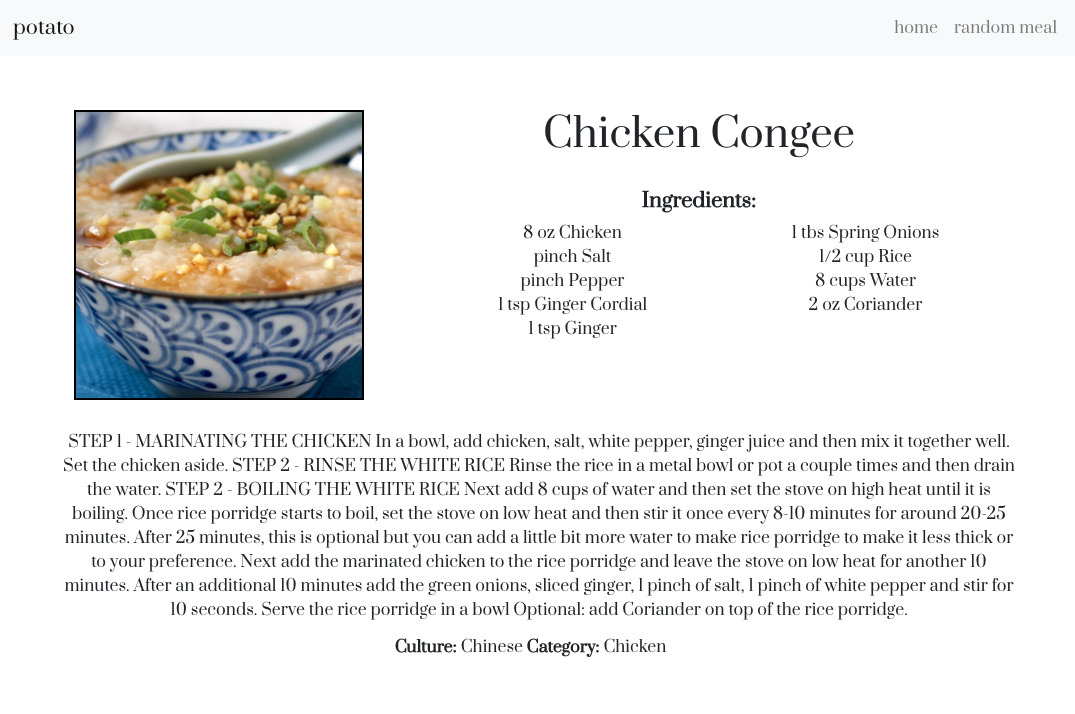 potato
home random meal
Chicken Congee
Ingredients:
8 oz Chicken
pinch Salt
pinch Pepper
1 tsp Ginger Cordial
1 tsp Ginger
1 tbs Spring Onions
1/2 cup Rice
8 cups Water
2 oz Coriander
STEP 1 - MARINATING THE CHICKEN In a bowl, add chicken, salt, white pepper, ginger juice and then mix it together well.
Set the chicken aside. STEP 2 - RINSE THE WHITE RICE Rinse the rice in a metal bowl or pot a couple times and then drain
the water. STEP 2 - BOILING THE WHITE RICE Next add 8 cups of water and then set the stove on high heat until it is
boiling. Once rice porridge starts to boil, set the stove on low heat and then stir it once every 8-10 minutes for around 20-25
minutes. After 25 minutes, this is optional but you can add a little bit more water to make rice porridge to make it less thick or
to your preference. Next add the marinated chicken to the rice porridge and leave the stove on low heat for another 10
minutes. After an additional 10 minutes add the green onions, sliced ginger, 1 pinch of salt, 1 pinch of white pepper and stir for
10 seconds. Serve the rice porridge in a bowl Optional: add Coriander on top of the rice porridge.
Culture: Chinese Category: Chicken